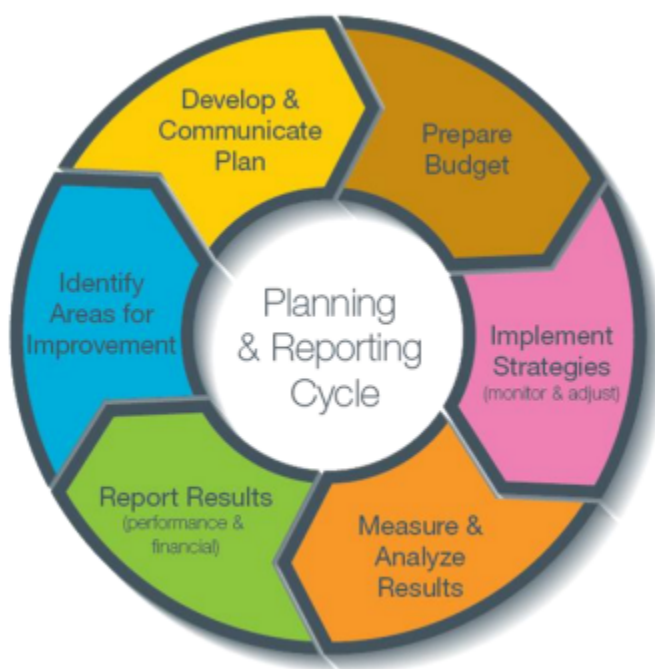 Develop &
Communicate
Plan
Prepare
Budget
Implement
Strategies
(monitor & adjust)
Measure &
Analyze
Results
Report Results
(performance &
financial)
Identify
Areas for
Improvement
Planning
& Reporting
Cycle